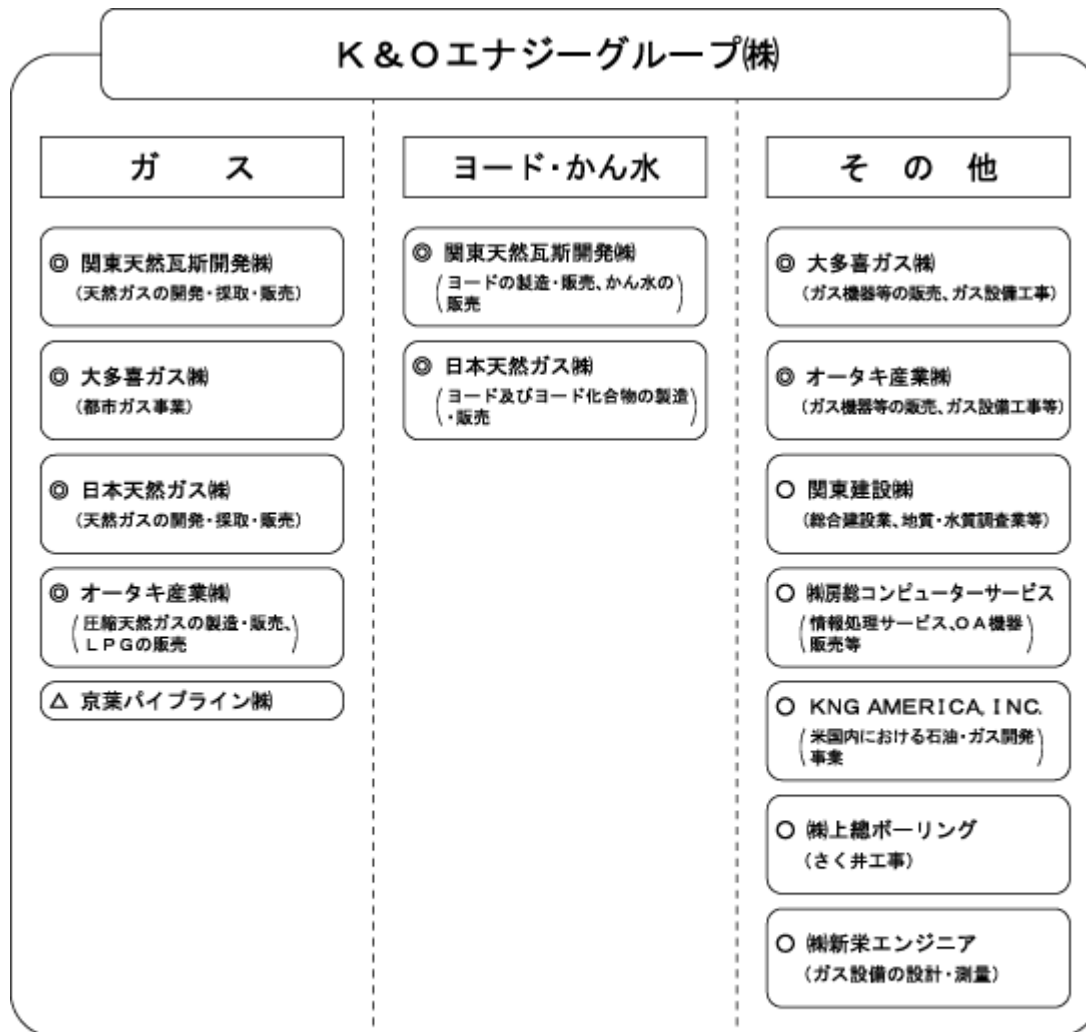 K&Oエナジーグループ㈱
ガス
◎ 関東天然瓦斯開発㈱
(天然ガスの開発・採取・販売)
◎ 大多喜ガス㈱
(都市ガス事業)
◎ 日本天然ガス㈱
(天然ガスの開発・採取・販売)
◎ オータキ産業㈱
(圧縮天然ガスの製造・販売、
LPGの販売)
△ 京葉パイプライン㈱
ヨード・かん水
◎ 関東天然瓦斯開発㈱
(ヨードの製造・販売、かん水の
販売)
◎ 日本天然ガス㈱
(ヨード及びヨード化合物の製造
・販売)
その他
◎ 大多喜ガス㈱
(ガス機器等の販売、ガス設備工事)
◎ オータキ産業㈱
(ガス機器等の販売、ガス設備工事等)
○ 関東建設㈱
(総合建設業、地質・水質調査業等)
○ ㈱房総コンピューターサービス
(情報処理サービス、OA機器
販売等)
○ KNG AMERICA, INC.
(米国内における石油・ガス開発
事業)
○ ㈱上總ボーリング
(さく井工事)
○ ㈱新栄エンジニア
(ガス設備の設計・測量)